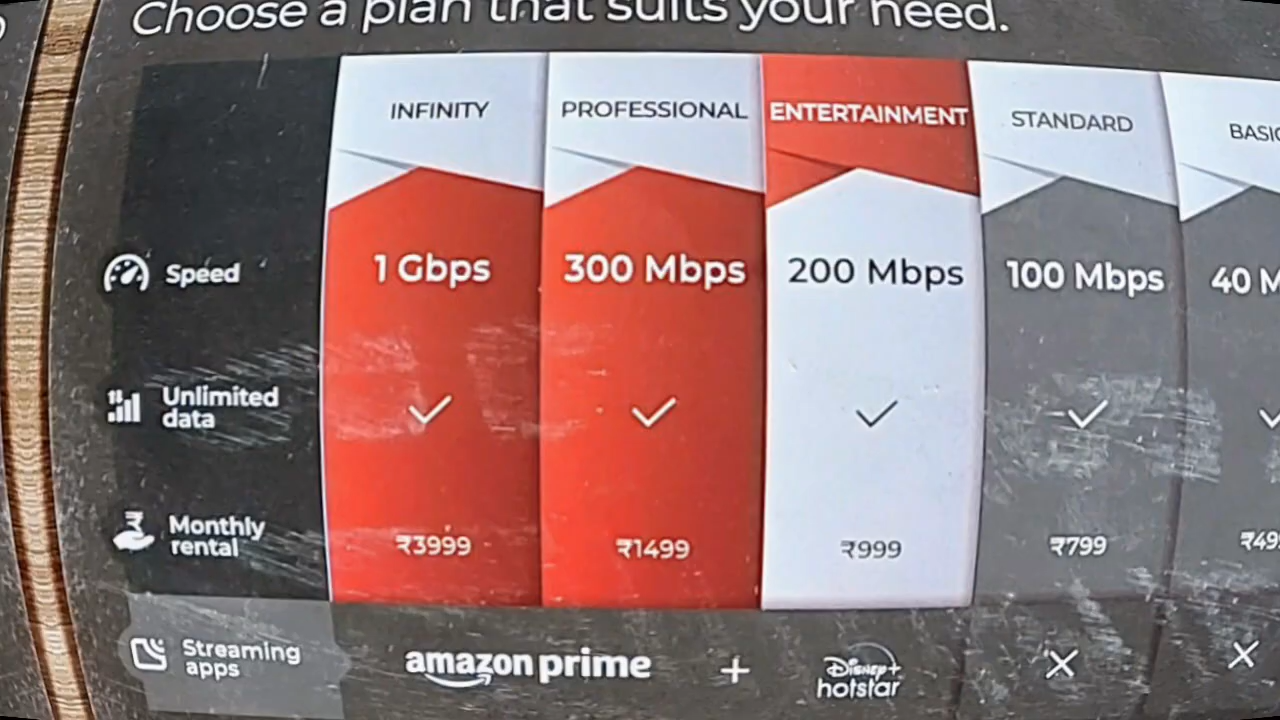 Choose a plan that suits your need.
INFINITY PROFESSIONAL ENTERTAINMENT STANDARD
Speed 1 Gbps 300 Mbps 200 Mbps 100 Mbps 40
Unlimited
data
Monthly
rental ₹3999 ₹1499 ₹999 ₹799
Streaming
apps amazon prime + Disney+
hotstar